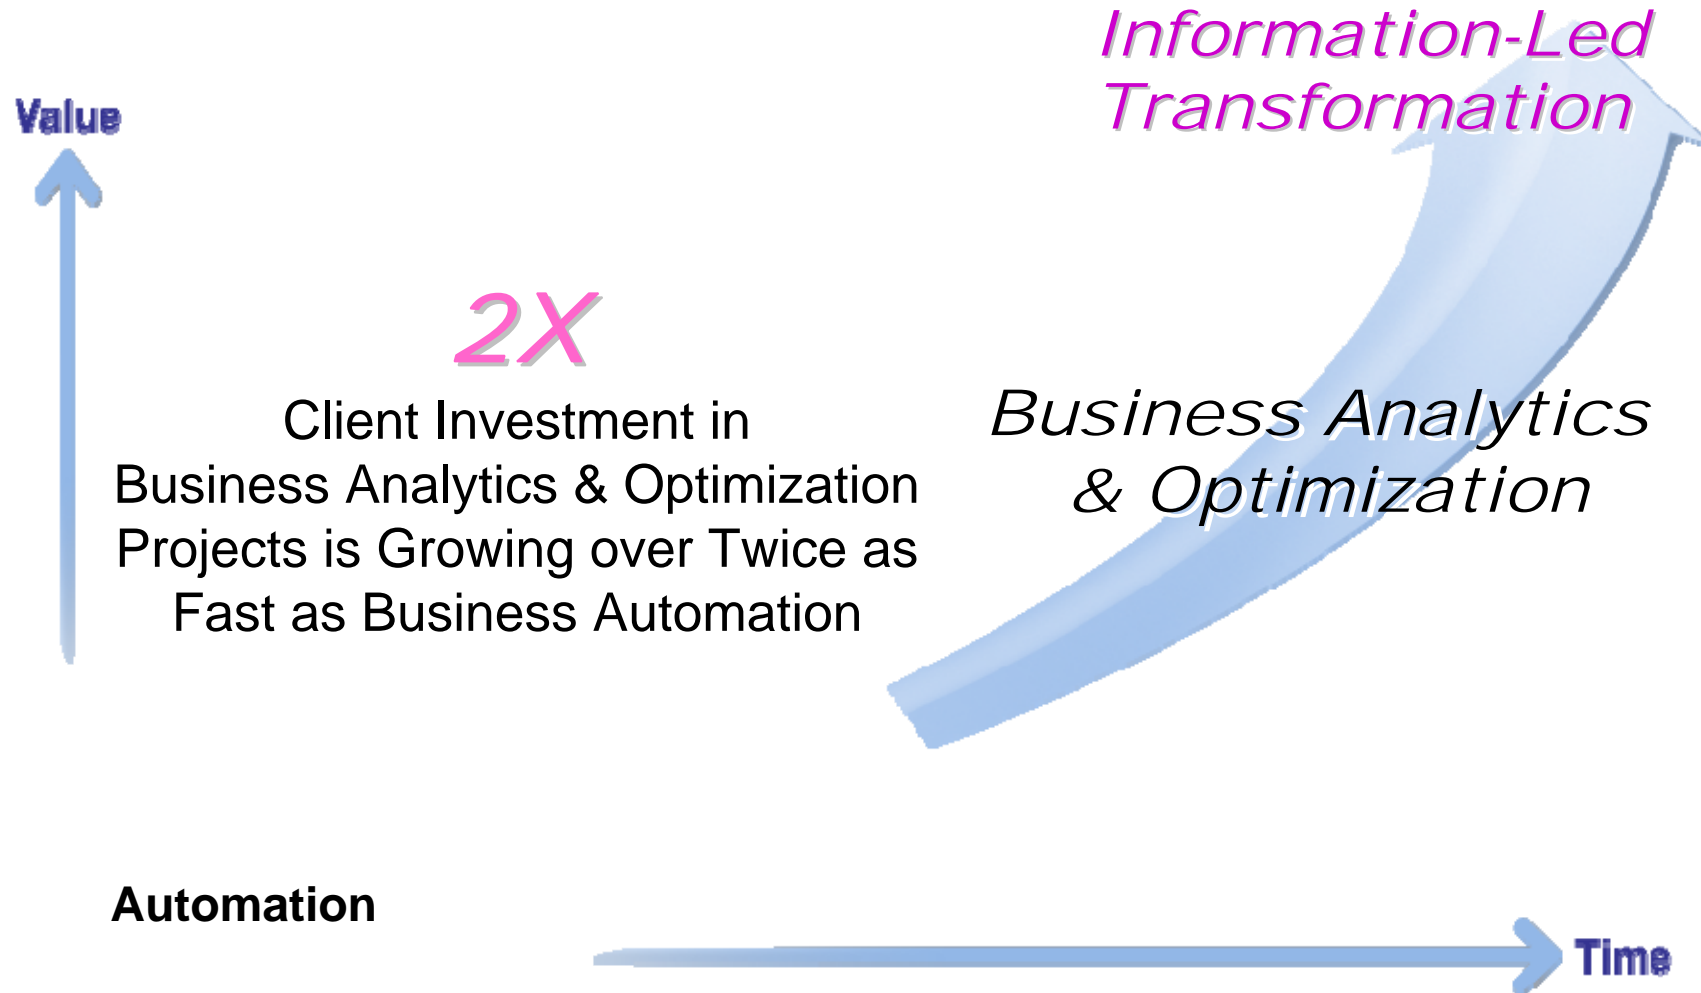 Information-Led
Transformation
Value
2X
Client Investment in
Business Analytics & Optimization
Projects is Growing over Twice as
Fast as Business Automation
Business Analytics
& Optimization
Automation
Time